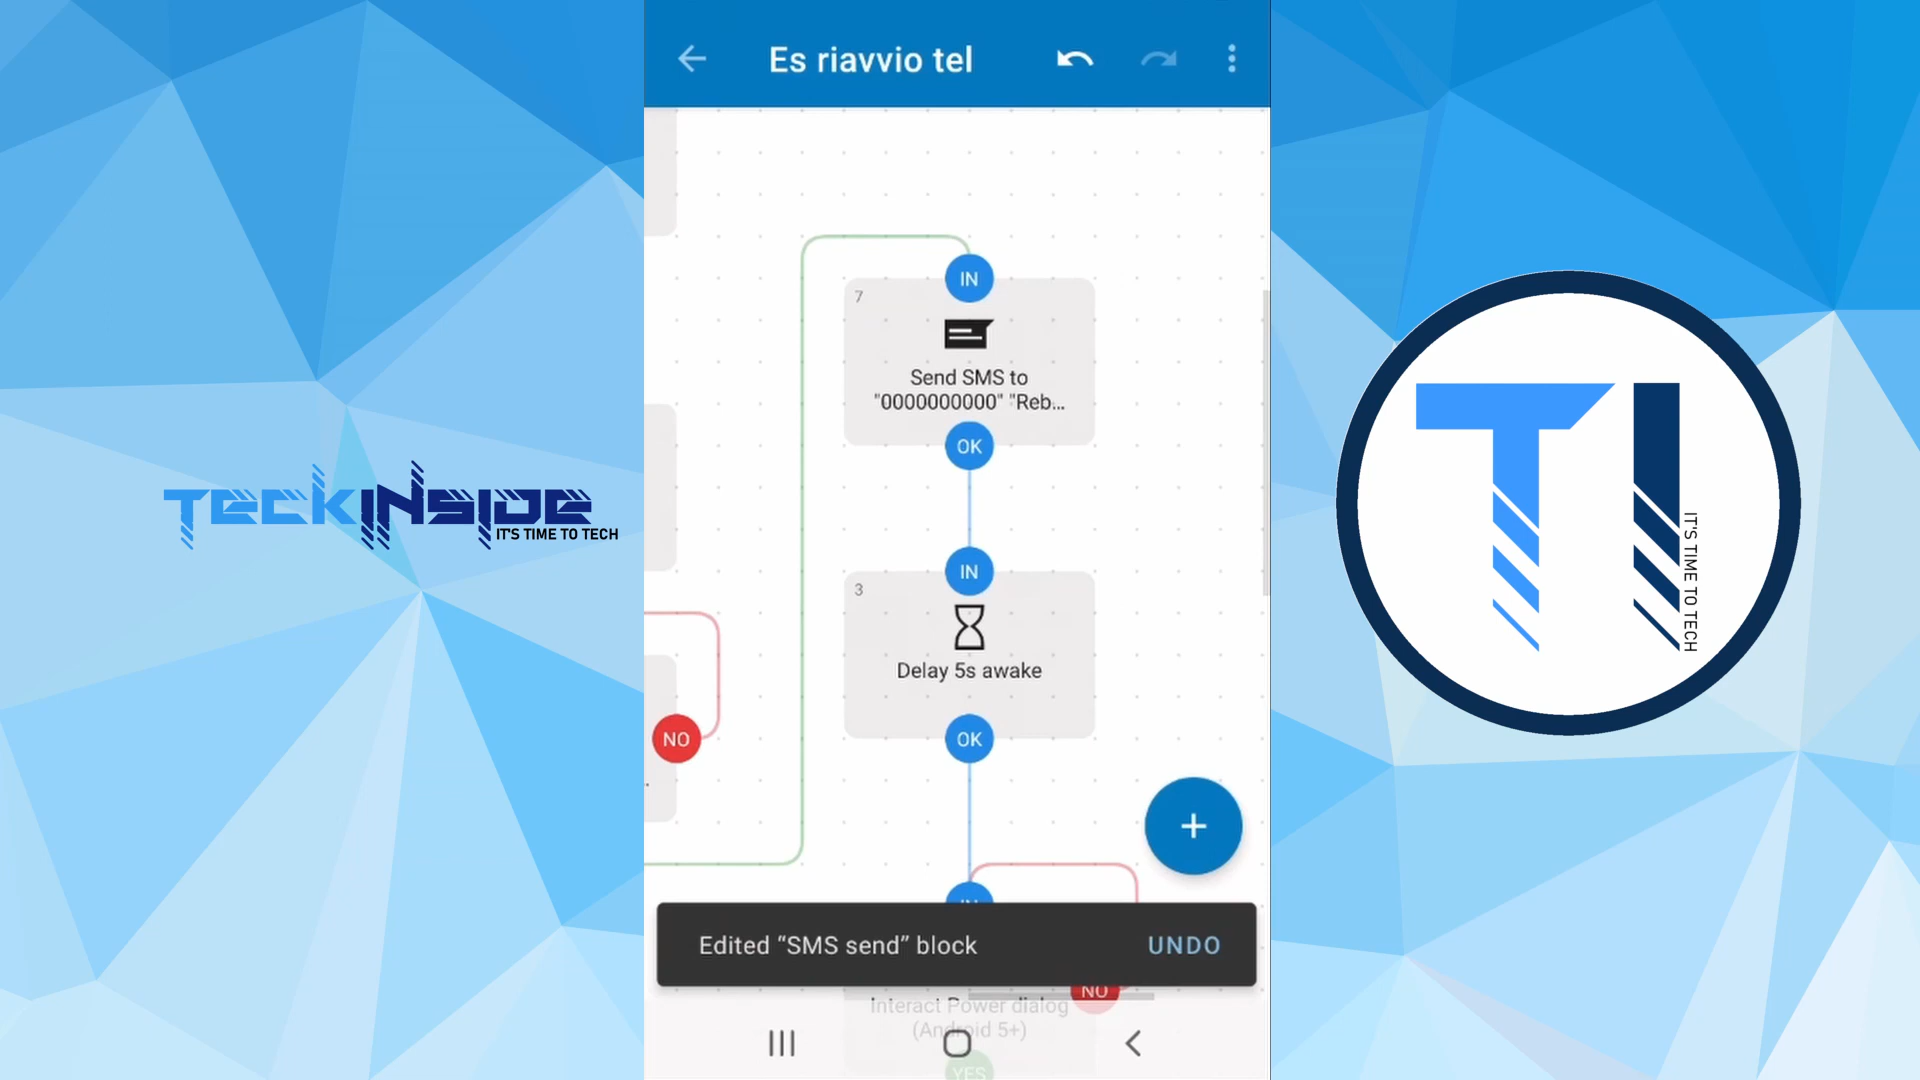 Es riavvio tel
IN
7
Send SMS to
"0000000000" "Reb...
OK
IN
3
Delay 5s awake
NO
OK
Edited “SMS send” block
UNDO
NO
Interact Power dialog
(Android 5+)
YES
TECKINSIDE
IT'S TIME TO TECH
TI
IT'S TIME TO TECH